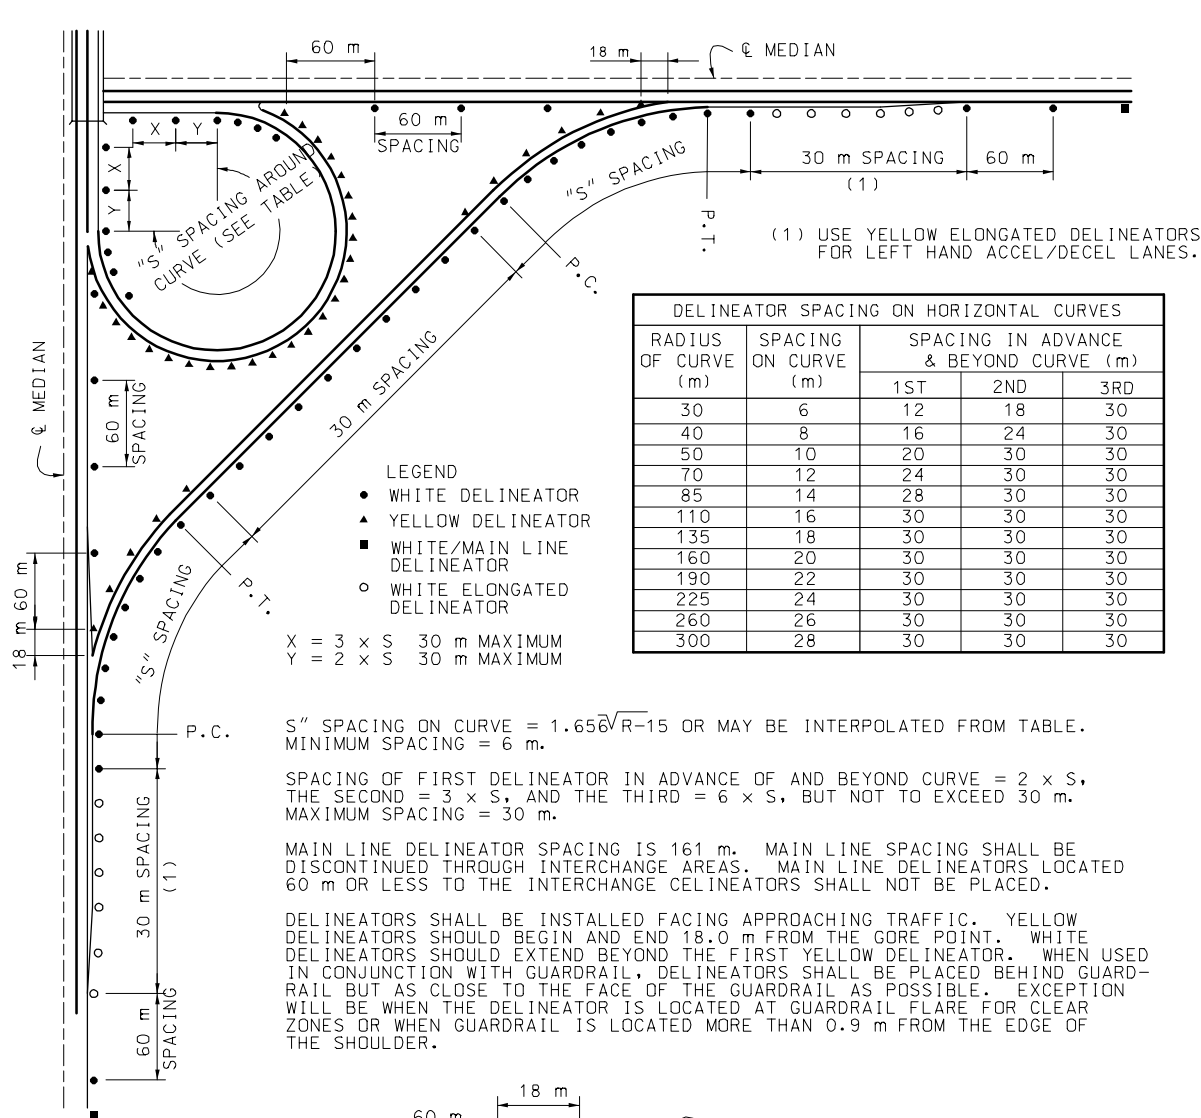 60 m
18 m
℄ MEDIAN
X
Y
60 m
SPACING
X
Y
"S" SPACING AROUND
CURVE (SEE TABLE)
"S" SPACING
30 m SPACING
(1)
60 m
P.T.
(1) USE YELLOW ELONGATED DELINEATORS
FOR LEFT HAND ACCEL/DECEL LANES.
P.C.
DELINEATOR SPACING ON HORIZONTAL CURVES
RADIUS OF CURVE (m) SPACING ON CURVE (m) SPACING IN ADVANCE & BEYOND CURVE (m)
1ST 2ND 3RD
30 6 12 18 30
40 8 16 24 30
50 10 20 30 30
70 12 24 30 30
85 14 28 30 30
110 16 30 30 30
135 18 30 30 30
160 20 30 30 30
190 22 30 30 30
225 24 30 30 30
260 26 30 30 30
300 28 30 30 30
℄ MEDIAN
60 m
SPACING
30 m SPACING
LEGEND
WHITE DELINEATOR
YELLOW DELINEATOR
WHITE/MAIN LINE
DELINEATOR
WHITE ELONGATED
DELINEATOR
60 m
18 m
"S" SPACING
P.T.
X = 3 x S 30 m MAXIMUM
Y = 2 x S 30 m MAXIMUM
P.C.
S" SPACING ON CURVE = 1.656√R-15 OR MAY BE INTERPOLATED FROM TABLE.
MINIMUM SPACING = 6 m.
SPACING OF FIRST DELINEATOR IN ADVANCE OF AND BEYOND CURVE = 2 x S,
THE SECOND = 3 x S, AND THE THIRD = 6 x S, BUT NOT TO EXCEED 30 m.
MAXIMUM SPACING = 30 m.
MAIN LINE DELINEATOR SPACING IS 161 m. MAIN LINE SPACING SHALL BE
DISCONTINUED THROUGH INTERCHANGE AREAS. MAIN LINE DELINEATORS LOCATED
60 m OR LESS TO THE INTERCHANGE CELINEATORS SHALL NOT BE PLACED.
DELINEATORS SHALL BE INSTALLED FACING APPROACHING TRAFFIC. YELLOW
DELINEATORS SHOULD BEGIN AND END 18.0 m FROM THE GORE POINT. WHITE
DELINEATORS SHOULD EXTEND BEYOND THE FIRST YELLOW DELINEATOR. WHEN USED
IN CONJUNCTION WITH GUARDRAIL, DELINEATORS SHALL BE PLACED BEHIND GUARD-
RAIL BUT AS CLOSE TO THE FACE OF THE GUARDRAIL AS POSSIBLE. EXCEPTION
WILL BE WHEN THE DELINEATOR IS LOCATED AT GUARDRAIL FLARE FOR CLEAR
ZONES OR WHEN GUARDRAIL IS LOCATED MORE THAN 0.9 m FROM THE EDGE OF
THE SHOULDER.
30 m SPACING
(1)
60 m
SPACING
18 m
60 m